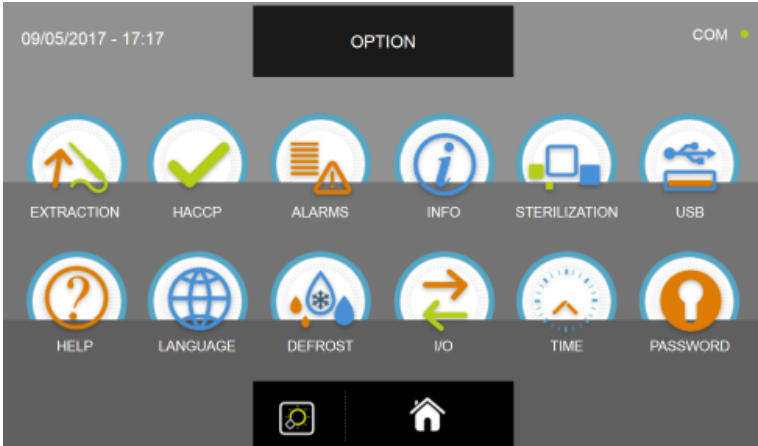 09/05/2017 - 17:17
OPTION
COM
EXTRACTION
HACCP
ALARMS
INFO
STERILIZATION
USB
HELP
LANGUAGE
DEFROST
I/O
TIME
PASSWORD